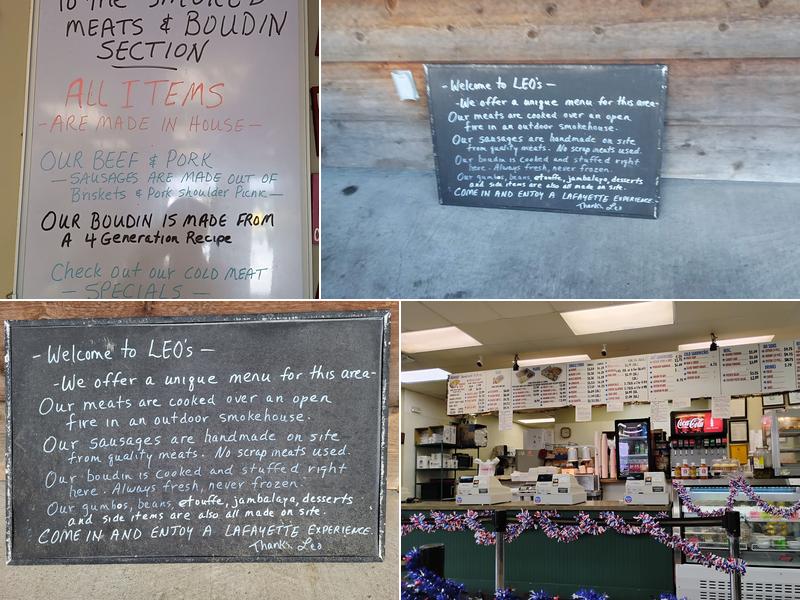 To the SMOKED
MEATS & BOUDIN
SECTION
ALL ITEMS
-ARE MADE IN HOUSE-
OUR BEEF & PORK
-SAUSAGES ARE MADE OUT OF
Briskets & Pork Shoulder Picnic-
OUR BOUDIN IS MADE FROM
A 4 Generation Recipe
Check out our COLD MEAT
- SPECIALS -
- Welcome to LEO's -
-We offer a unique menu for this area-
Our meats are cooked over an open
fire in an outdoor smokehouse.
Our sausages are handmade on site
from quality meats. No scrap meats used.
Our boudin is cooked and stuffed right
here. Always fresh, never frozen.
Our gumbos, beans, etouffe, jambalaya, desserts
and side items are also all made on site.
COME IN AND ENJOY A LAFAYETTE EXPERIENCE.
Thanks Leo
- Welcome to LEO's -
-We offer a unique menu for this area-
Our meats are cooked over an open
fire in an outdoor smokehouse.
Our sausages are handmade on site
from quality meats. No scrap meats used.
Our boudin is cooked and stuffed right
here. Always fresh, never frozen.
Our gumbos, beans, etouffe, jambalaya, desserts
and side items are also all made on site.
COME IN AND ENJOY A LAFAYETTE EXPERIENCE.
Thanks Leo
Coca-Cola